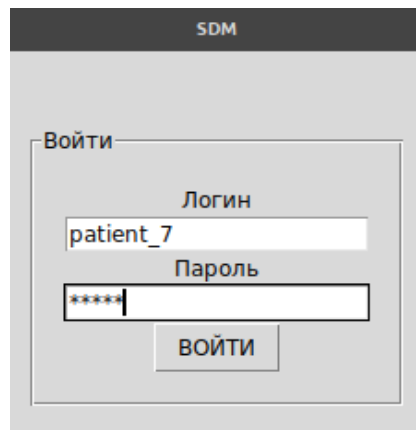 SDM
Войти
Логин
patient_7
Пароль
*****
ВОЙТИ